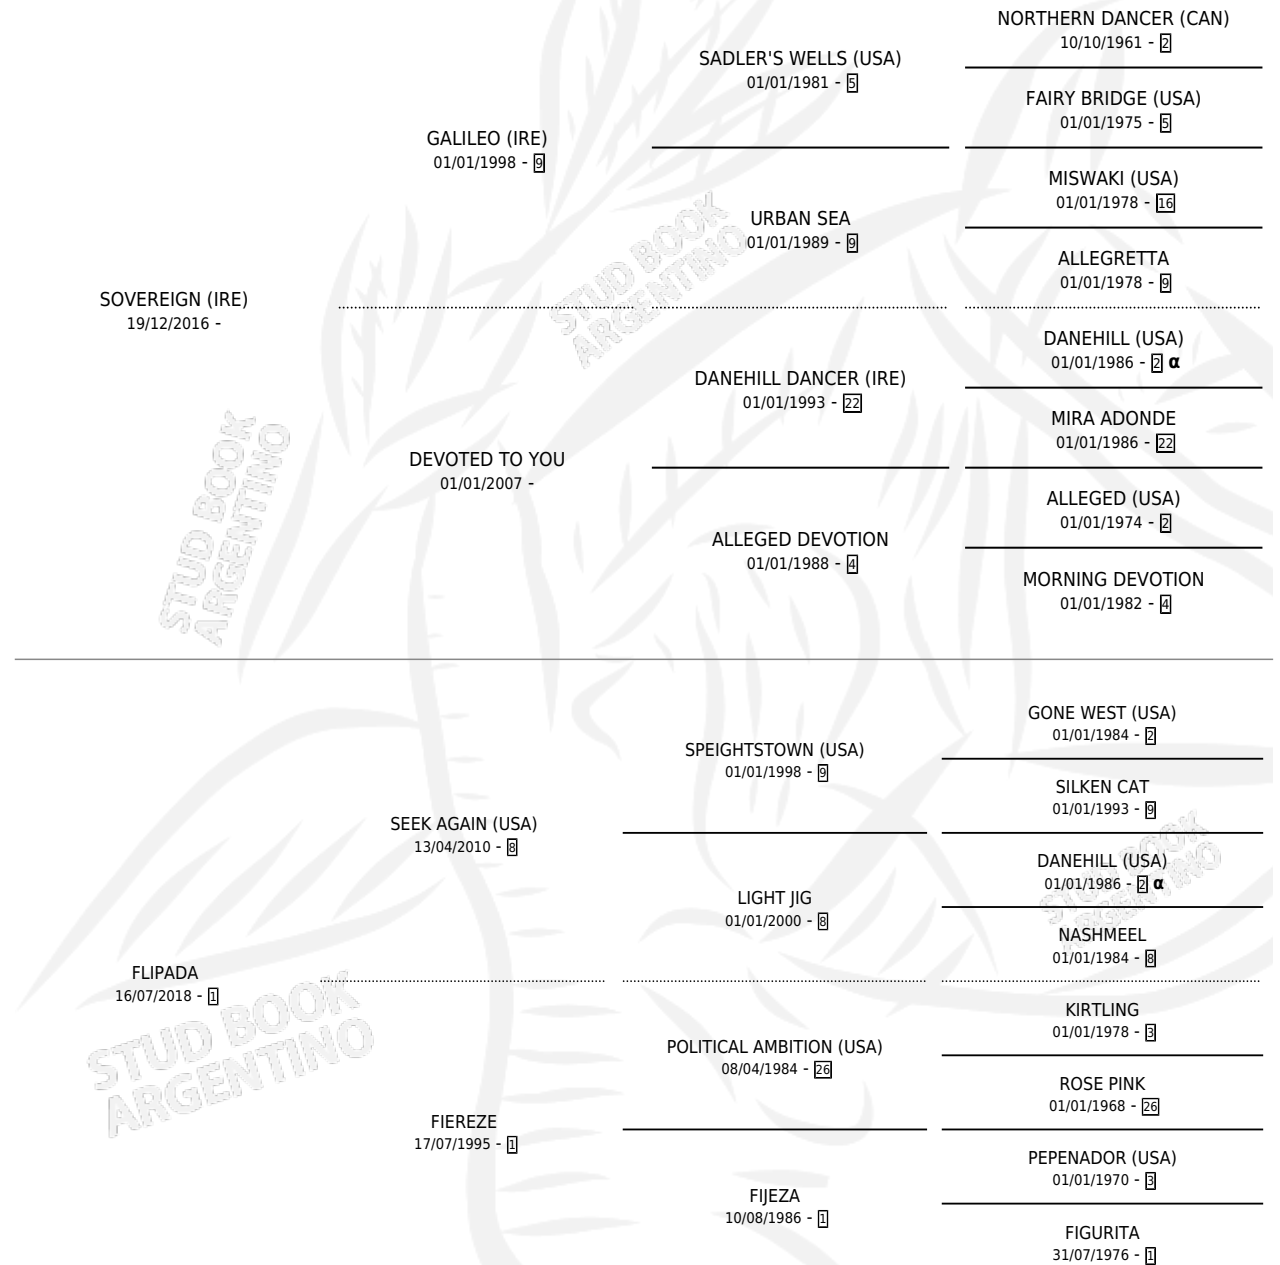 NORTHERN DANCER (CAN)
10/10/1961 - 2
SADLER'S WELLS (USA)
01/01/1981 - 5
FAIRY BRIDGE (USA)
01/01/1975 - 5
GALILEO (IRE)
01/01/1998 - 9
MISWAKI (USA)
01/01/1978 - 16
URBAN SEA
01/01/1989 - 9
ALLEGRETTA
01/01/1978 - 9
SOVEREIGN (IRE)
19/12/2016 -
DANEHILL (USA)
01/01/1986 - 2 α
DANEHILL DANCER (IRE)
01/01/1993 - 22
MIRA ADONDE
01/01/1986 - 22
DEVOTED TO YOU
01/01/2007 -
ALLEGED (USA)
01/01/1974 - 2
ALLEGED DEVOTION
01/01/1988 - 4
MORNING DEVOTION
01/01/1982 - 4
GONE WEST (USA)
01/01/1984 - 2
SPEIGHTSTOWN (USA)
01/01/1998 - 9
SILKEN CAT
01/01/1993 - 9
SEEK AGAIN (USA)
13/04/2010 - 8
DANEHILL (USA)
01/01/1986 - 2 α
LIGHT JIG
01/01/2000 - 8
NASHMEEL
01/01/1984 - 8
FLIPADA
16/07/2018 - 1
KIRTLING
01/01/1978 - 3
POLITICAL AMBITION (USA)
08/04/1984 - 26
ROSE PINK
01/01/1968 - 26
FIEREZE
17/07/1995 - 1
PEPENADOR (USA)
01/01/1970 - 3
FIJEZA
10/08/1986 - 1
FIGURITA
31/07/1976 - 1
STUD BOOK
ARGENTINO
STUD BOOK
ARGENTINO
STUD BOOK
ARGENTINO
STUD BOOK
ARGENTINO